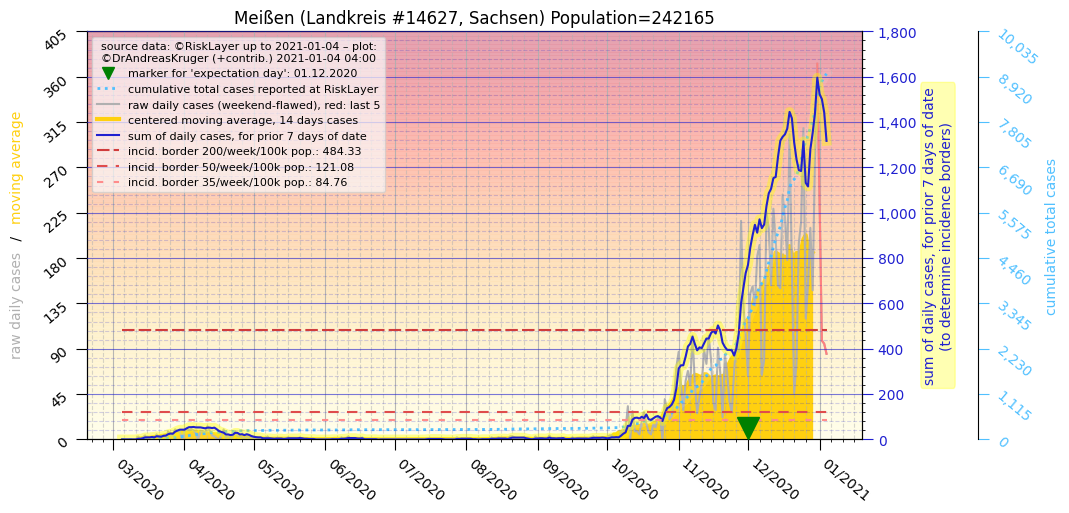 Meißen (Landkreis #14627, Sachsen) Population=242165
source data: ©RiskLayer up to 2021-01-04 – plot:
©DrAndreasKruger (+contrib.) 2021-01-04 04:00
marker for 'expectation day': 01.12.2020
cumulative total cases reported at RiskLayer
raw daily cases (weekend-flawed), red: last 5
centered moving average, 14 days cases
sum of daily cases, for prior 7 days of date
incid. border 200/week/100k pop.: 484.33
incid. border 50/week/100k pop.: 121.08
incid. border 35/week/100k pop.: 84.76
raw daily cases / moving average
405
360
315
270
225
180
135
90
45
0
03/2020
04/2020
05/2020
06/2020
07/2020
08/2020
09/2020
10/2020
11/2020
12/2020
01/2021
1,800
1,600
1,400
1,200
1,000
800
600
400
200
0
sum of daily cases, for prior 7 days of date
(to determine incidence borders)
10,035
8,920
7,805
6,690
5,575
4,460
3,345
2,230
1,115
0
cumulative total cases